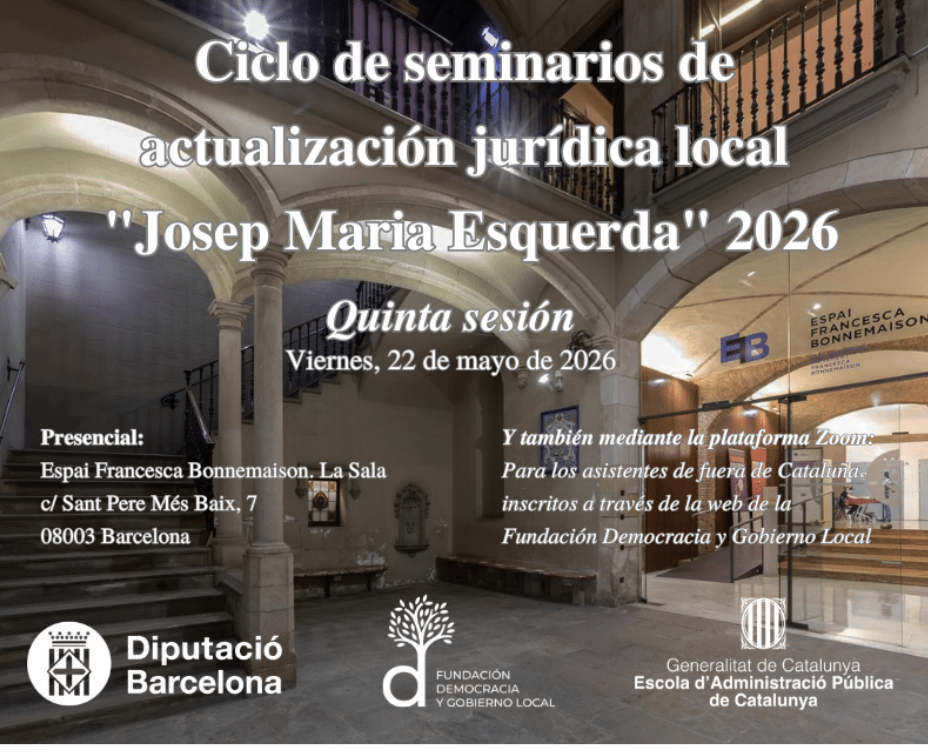 Ciclo de seminarios de
actualización jurídica local
"Josep Maria Esquerda" 2026
Quinta sesión
Viernes, 22 de mayo de 2026
Presencial:
Espai Francesca Bonnemaison, La Sala
c/ Sant Pere Més Baix, 7
08003 Barcelona
Y también mediante la plataforma Zoom:
Para los asistentes de fuera de Cataluña
inscritos a través de la web de la
Fundación Democracia y Gobierno Local
EFB
ESPAI
FRANCESCA
BONNEMAISON
FRANCESCA
BONNEMAISON
Diputació
Barcelona
d
FUNDACIÓN
DEMOCRACIA
Y GOBIERNO LOCAL
Generalitat de Catalunya
Escola d'Administració Pública
de Catalunya